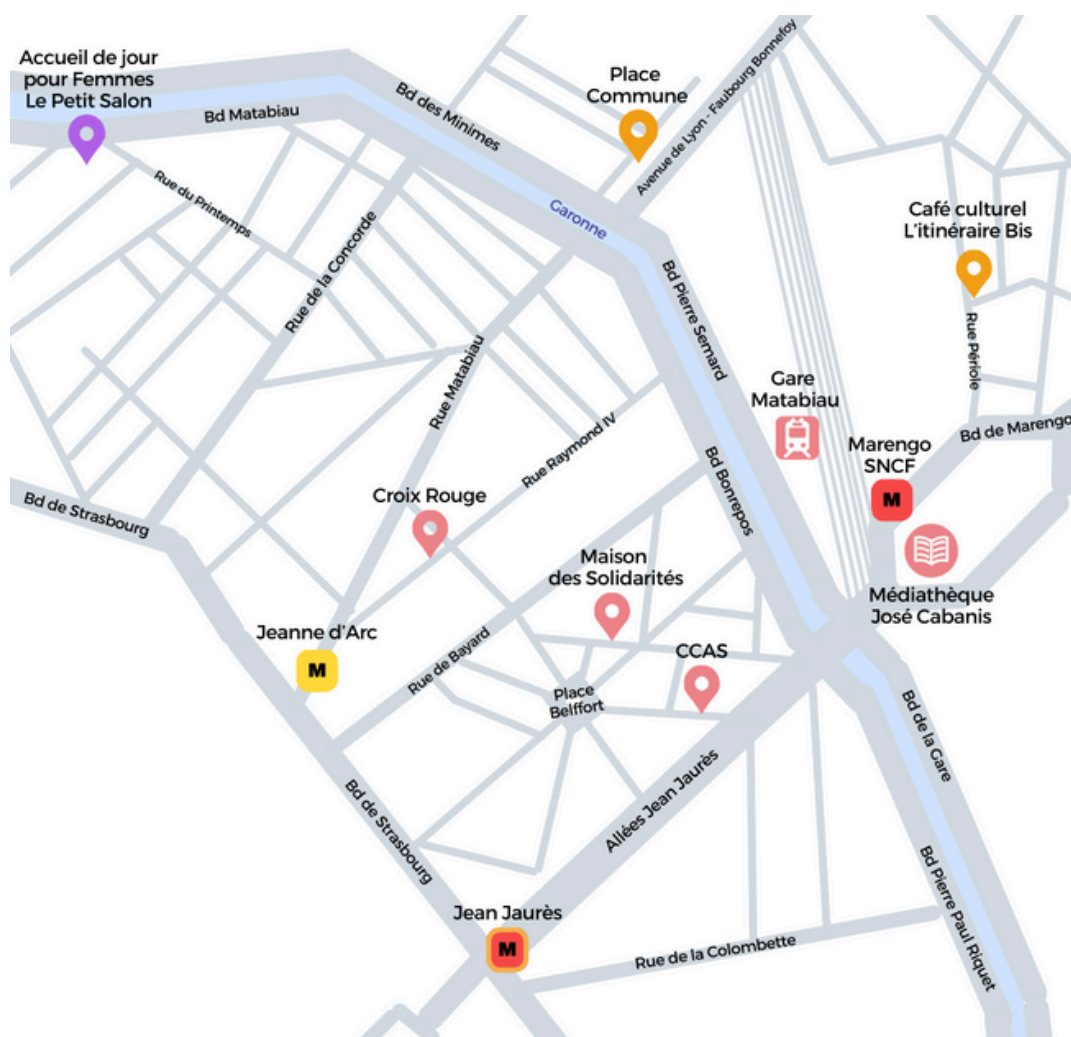 Accueil de jour
pour Femmes
Le Petit Salon
Bd Matabiau
Bd des Minimes
Place
Commune
Avenue de Lyon - Faubourg Bonnefoy
Rue du Printemps
Garonne
Café culturel
L'itinéraire Bis
Rue de la Concorde
Bd Pierre Semard
Rue Périole
Rue Matabiau
Gare
Matabiau
Bd de Marengo
Rue Raymond IV
Marengo
SNCF
M
Bd Bonrepos
Croix Rouge
Bd de Strasbourg
Maison
des Solidarités
Médiathèque
José Cabanis
Jeanne d'Arc
M
Rue de Bayard
CCAS
Place
Belffort
Bd de la Gare
Allées Jean Jaurès
Bd de Strasbourg
Bd Pierre Paul Riquet
Jean Jaurès
M
Rue de la Colombette